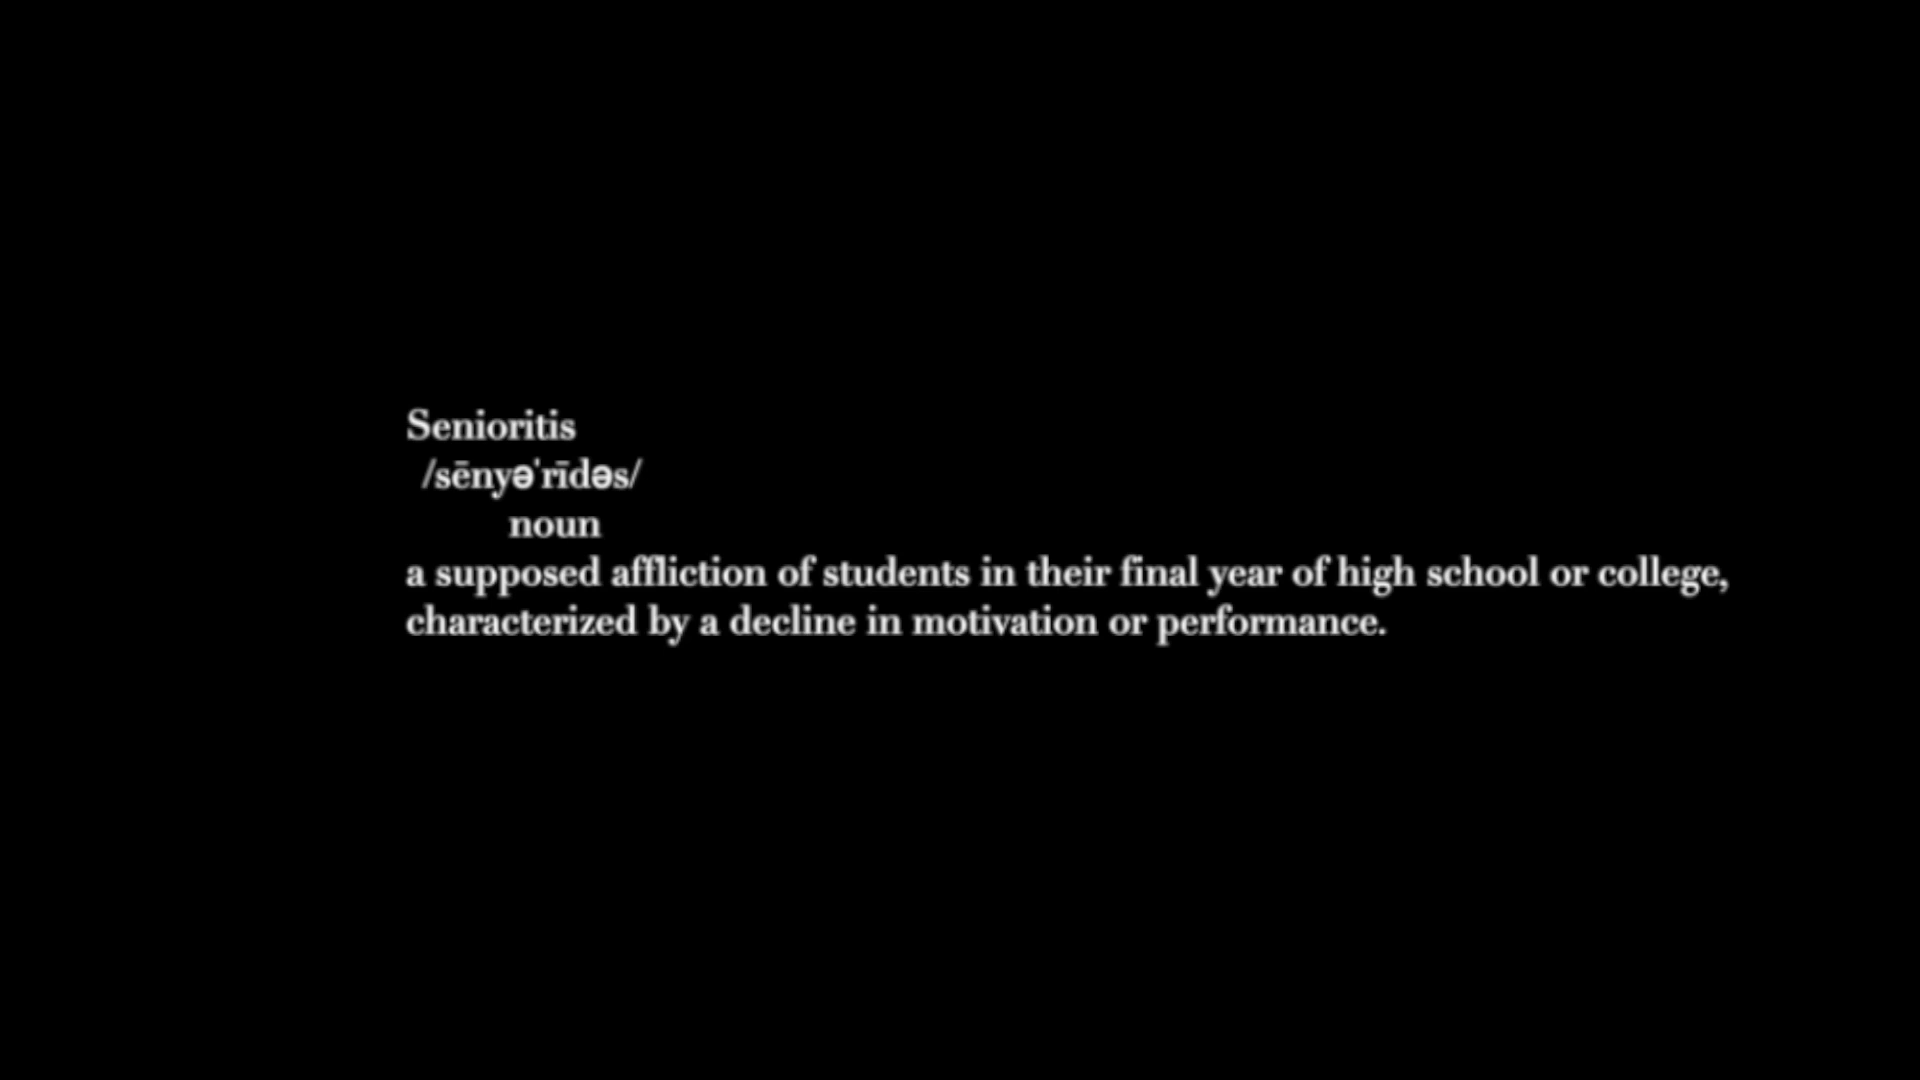 Senioritis
/sēnyəˈrīdəs/
noun
a supposed affliction of students in their final year of high school or college,
characterized by a decline in motivation or performance.